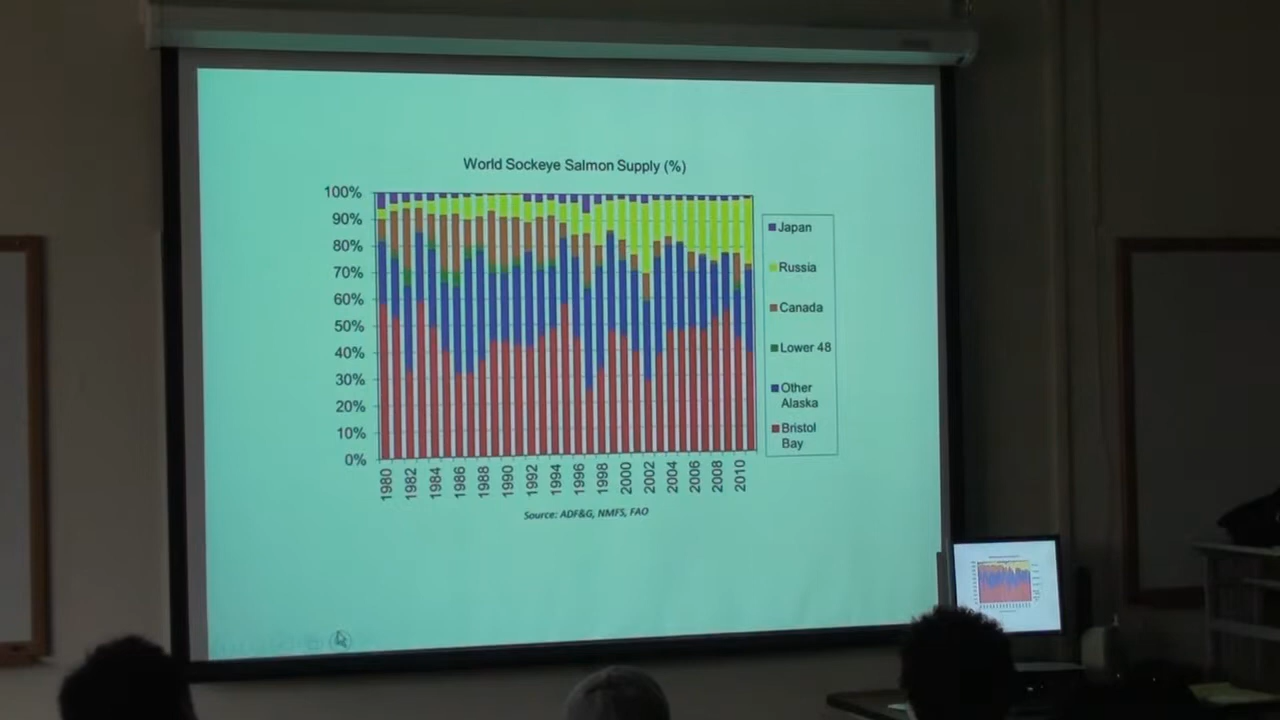 World Sockeye Salmon Supply (%)
100%
90%
80%
70%
60%
50%
40%
30%
20%
10%
0%
1980
1982
1984
1986
1988
1990
1992
1994
1996
1998
2000
2002
2004
2006
2008
2010
Japan
Russia
Canada
Lower 48
Other
Alaska
Bristol
Bay
Source: ADF&G, NMFS, FAO